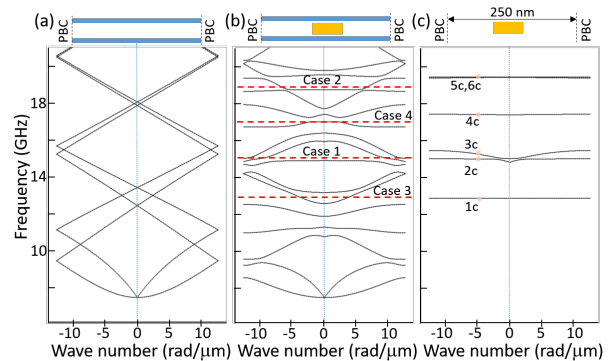 (a)
PBC
PBC
(b)
PBC
PBC
(c)
PBC
250 nm
PBC
Frequency (GHz)
18
14
10
Case 2
Case 4
Case 1
Case 3
5c,6c
4c
3c
2c
1c
-10 -5 0 5 10
-10 -5 0 5 10
-10 -5 0 5 10
Wave number (rad/μm)
Wave number (rad/μm)
Wave number (rad/μm)